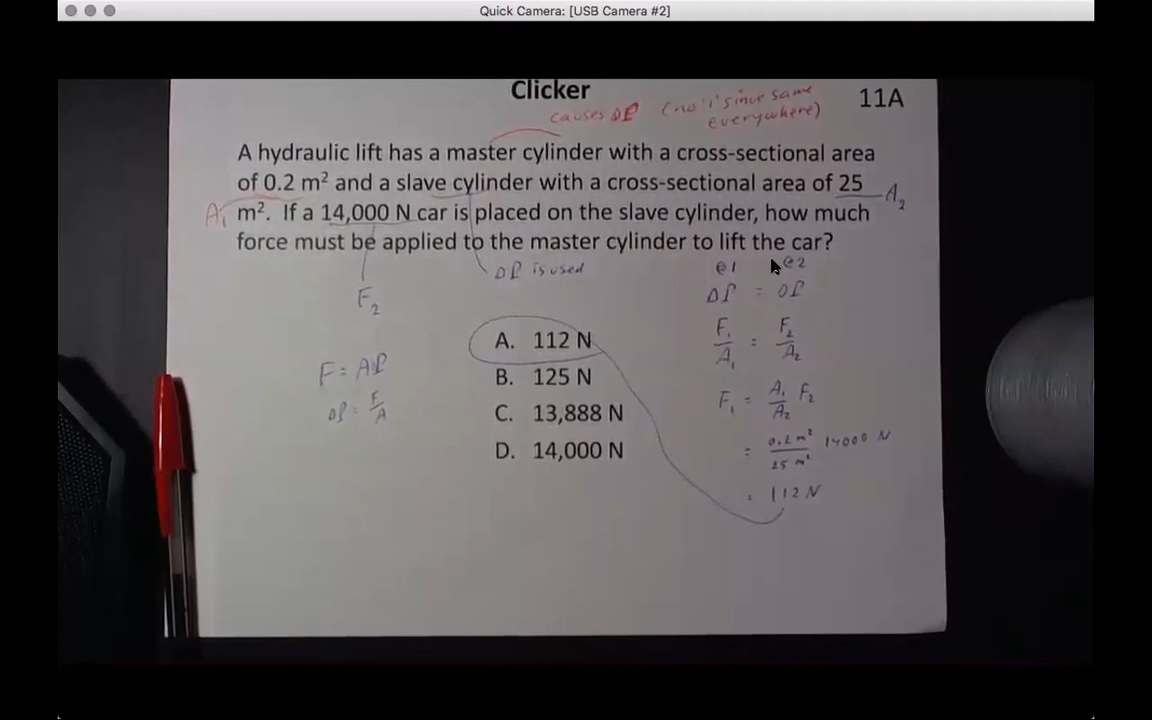 Quick Camera: [USB Camera #2]
Clicker
11A
causes ΔP (no 'i' since same
everywhere)
A hydraulic lift has a master cylinder with a cross-sectional area
of 0.2 m² and a slave cylinder with a cross-sectional area of 25
A₂
A₁
m². If a 14,000 N car is placed on the slave cylinder, how much
force must be applied to the master cylinder to lift the car?
F₂
ΔP is used
@1 @2
ΔP = ΔP
A. 112 N
B. 125 N
C. 13,888 N
D. 14,000 N
F = AP
ΔP = F/A
F₁/A₁ = F₂/A₂
F₁ = A₁/A₂ F₂
= 0.2 m²/25 m² 14000 N
= 112 N